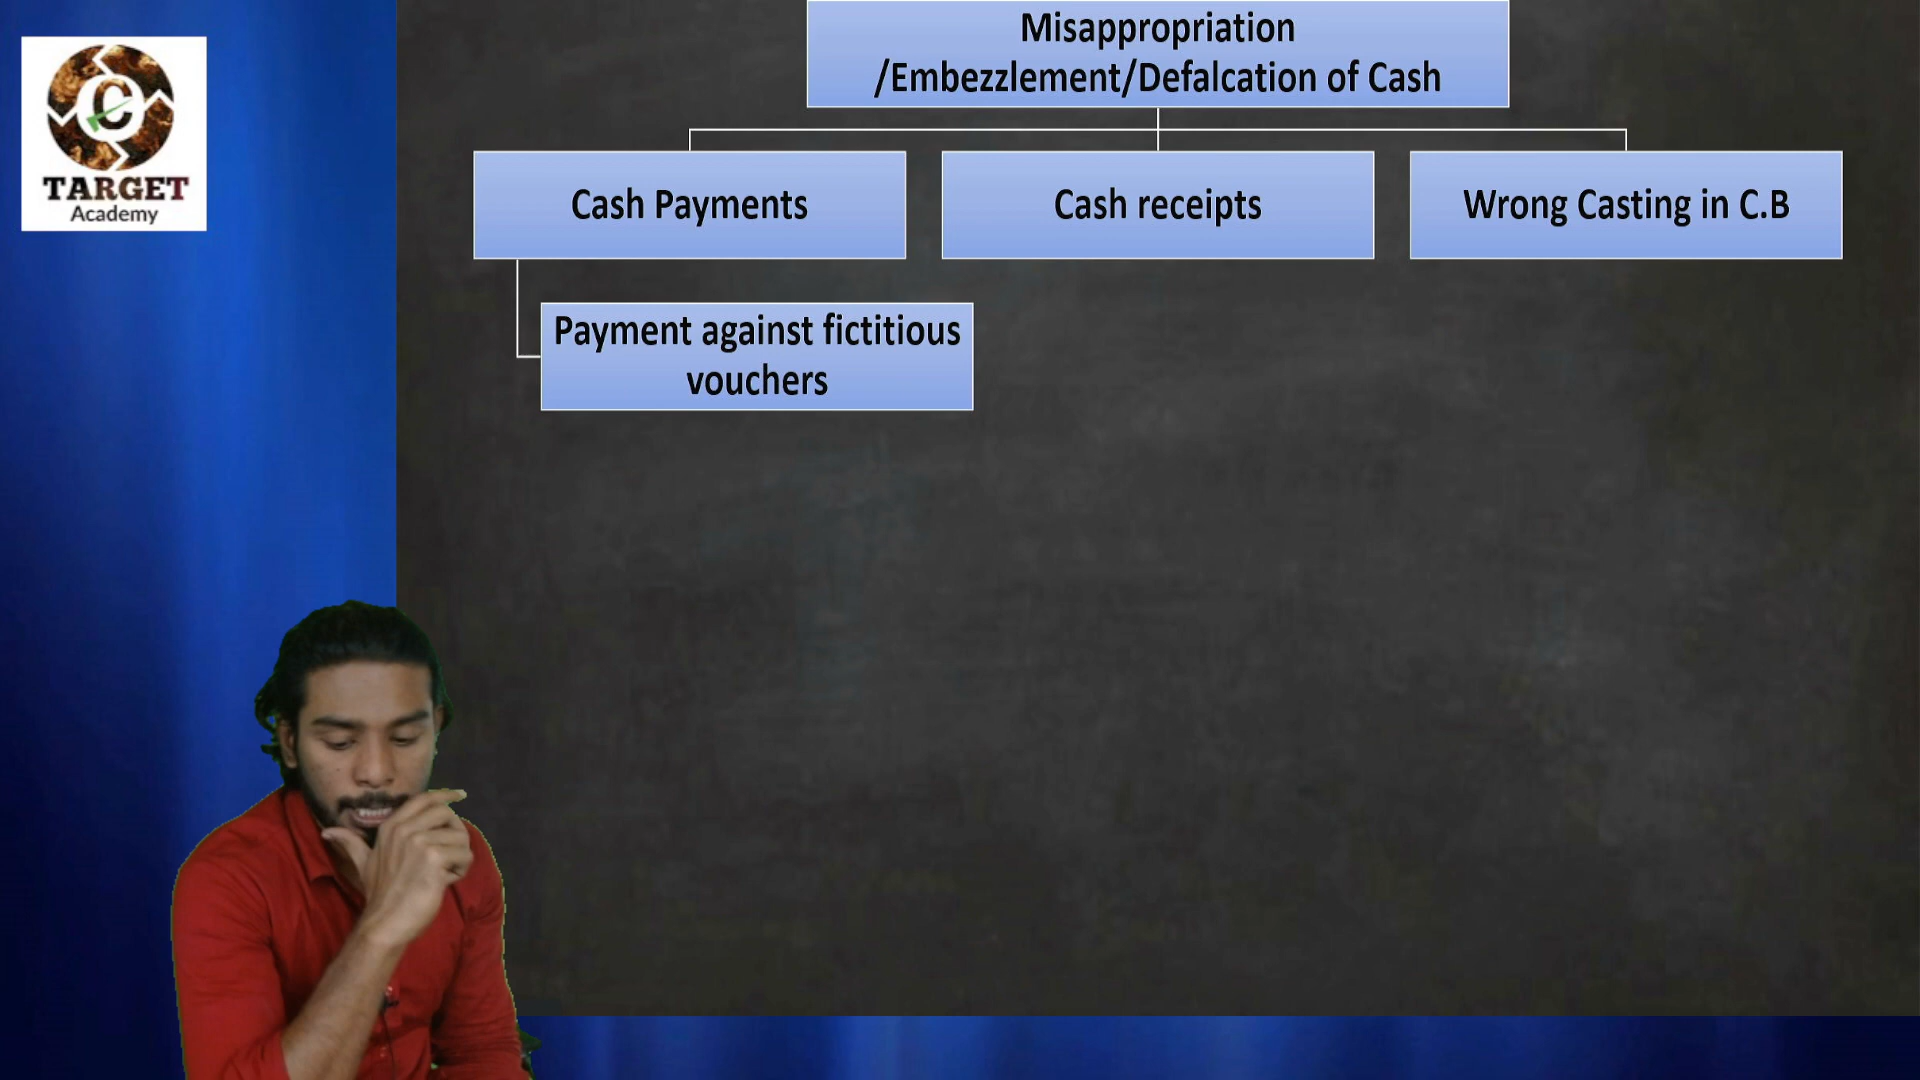 TARGET
Academy
Misappropriation
/Embezzlement/Defalcation of Cash
Cash Payments
Cash receipts
Wrong Casting in C.B
Payment against fictitious
vouchers